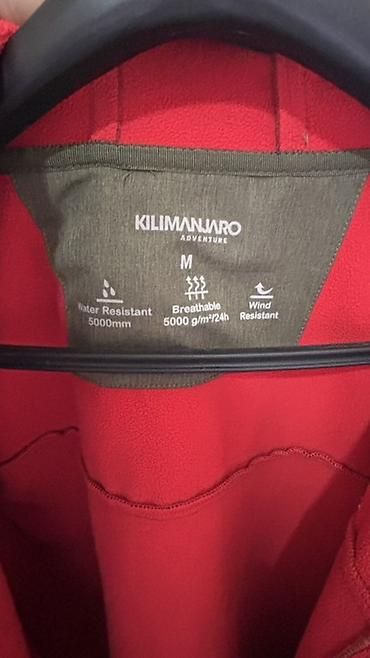 KILIMANJARO
ADVENTURE
M
Water Resistant
5000mm
Breathable
5000 g/m²/24h
Wind
Resistant